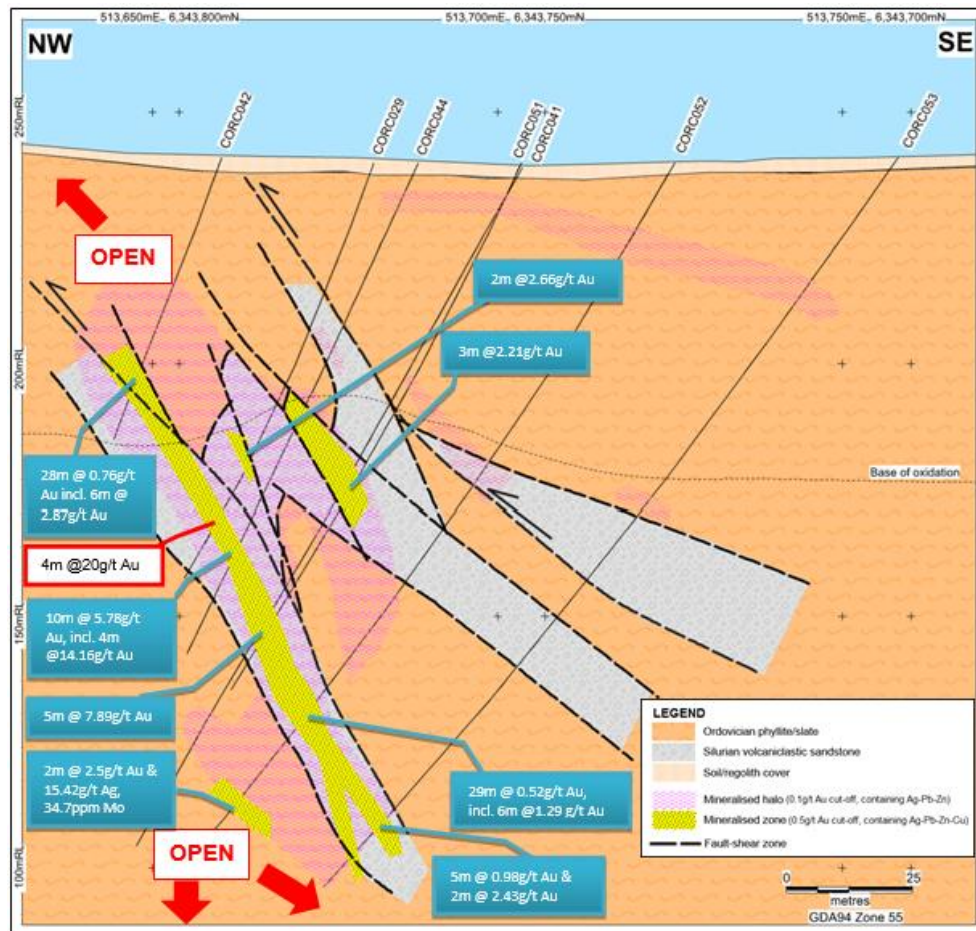 513,650mE, 6,343,800mN
513,700mE, 6,343,750mN
513,750mE, 6,343,700mN
NW
SE
250mRL
200mRL
150mRL
100mRL
CORC042
CORC029
CORC044
CORC051
CORC041
CORC052
CORC053
OPEN
2m @2.66g/t Au
3m @2.21g/t Au
Base of oxidation
28m @ 0.76g/t
Au incl. 6m @
2.87g/t Au
4m @20g/t Au
10m @ 5.78g/t
Au, incl. 4m
@14.16g/t Au
5m @ 7.89g/t Au
2m @ 2.5g/t Au &
15.42g/t Ag,
34.7ppm Mo
OPEN
29m @ 0.52g/t Au,
incl. 6m @1.29 g/t Au
5m @ 0.98g/t Au &
2m @ 2.43g/t Au
LEGEND
Ordovician phyllite/slate
Silurian volcaniclastic sandstone
Soil/regolith cover
Mineralised halo (0.1g/t Au cut-off, containing Ag-Pb-Zn)
Mineralised zone (0.5g/t Au cut-off, containing Ag-Pb-Zn-Cu)
Fault-shear zone
0 25
metres
GDA94 Zone 55